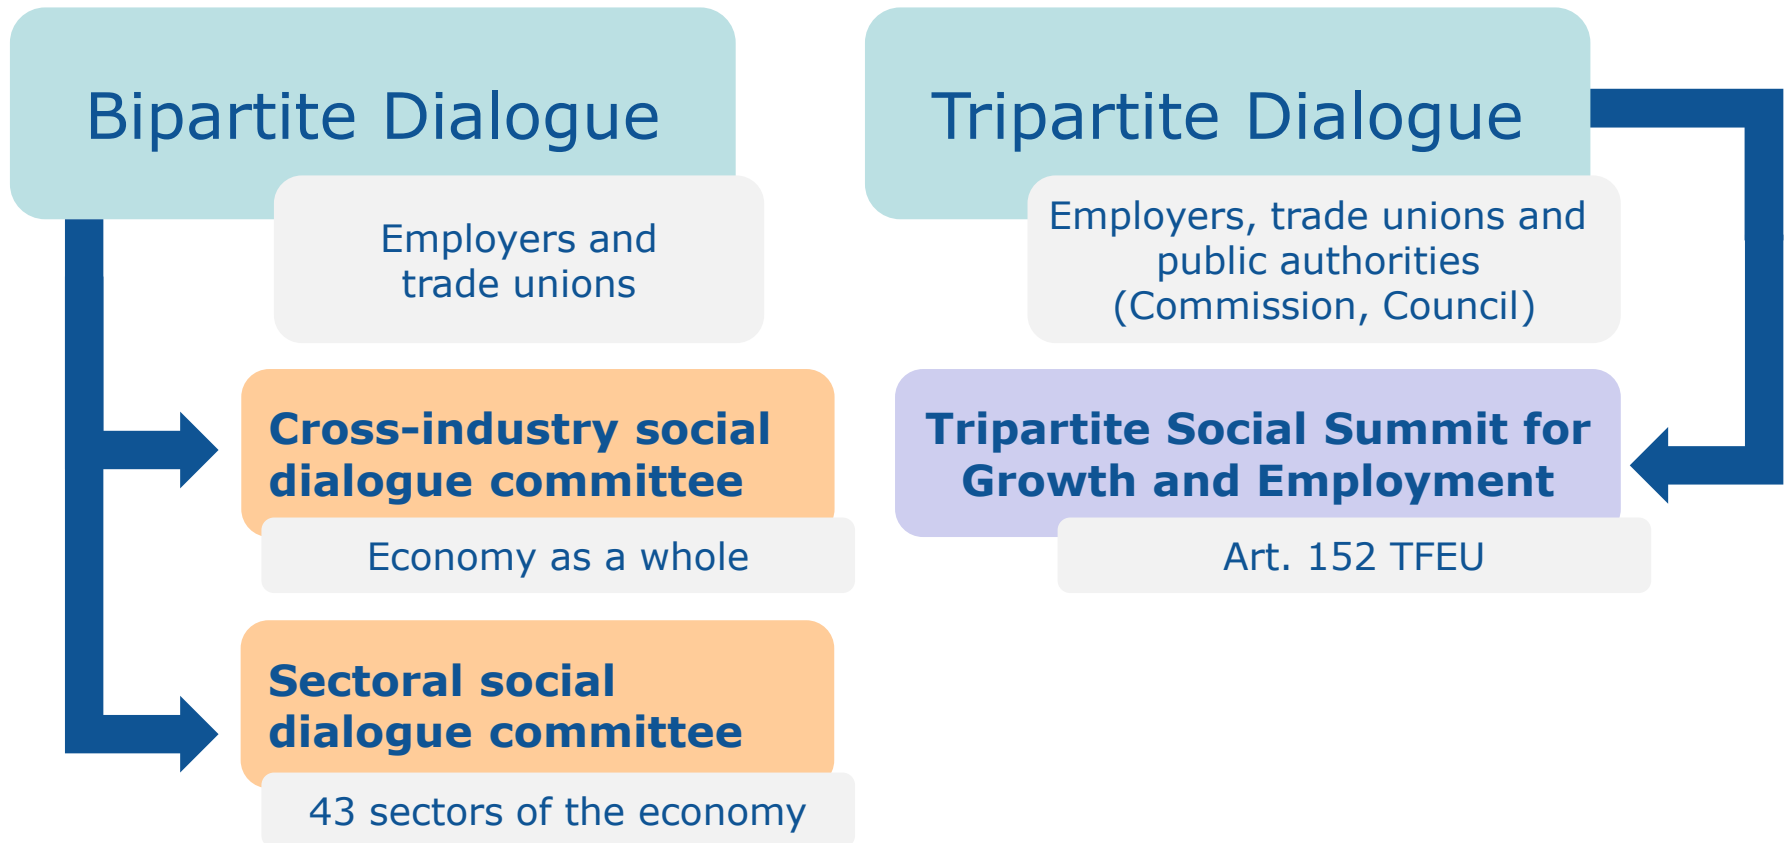 Bipartite Dialogue
Employers and
trade unions
Cross-industry social
dialogue committee
Economy as a whole
Sectoral social
dialogue committee
43 sectors of the economy
Tripartite Dialogue
Employers, trade unions and
public authorities
(Commission, Council)
Tripartite Social Summit for
Growth and Employment
Art. 152 TFEU